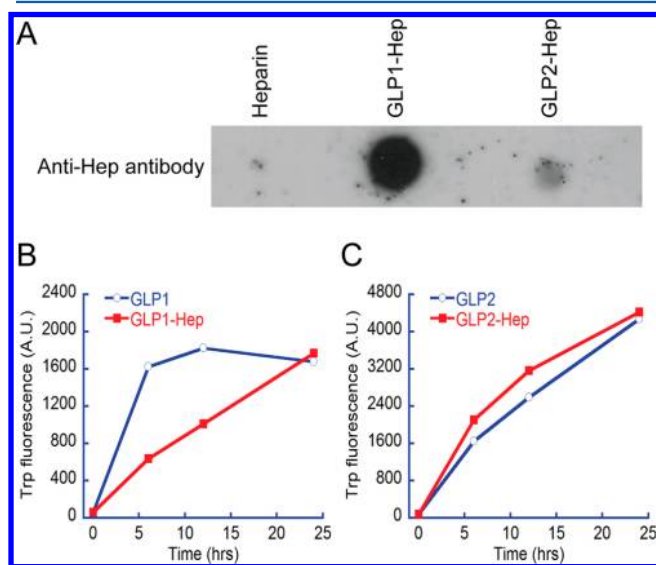 A
Heparin
GLP1-Hep
GLP2-Hep
Anti-Hep antibody
B
GLP1
GLP1-Hep
Trp fluorescence (A.U.)
2400
2000
1600
1200
800
400
0
0 5 10 15 20 25
Time (hrs)
C
GLP2
GLP2-Hep
Trp fluorescence (A.U.)
4800
4000
3200
2400
1600
800
0
0 5 10 15 20 25
Time (hrs)